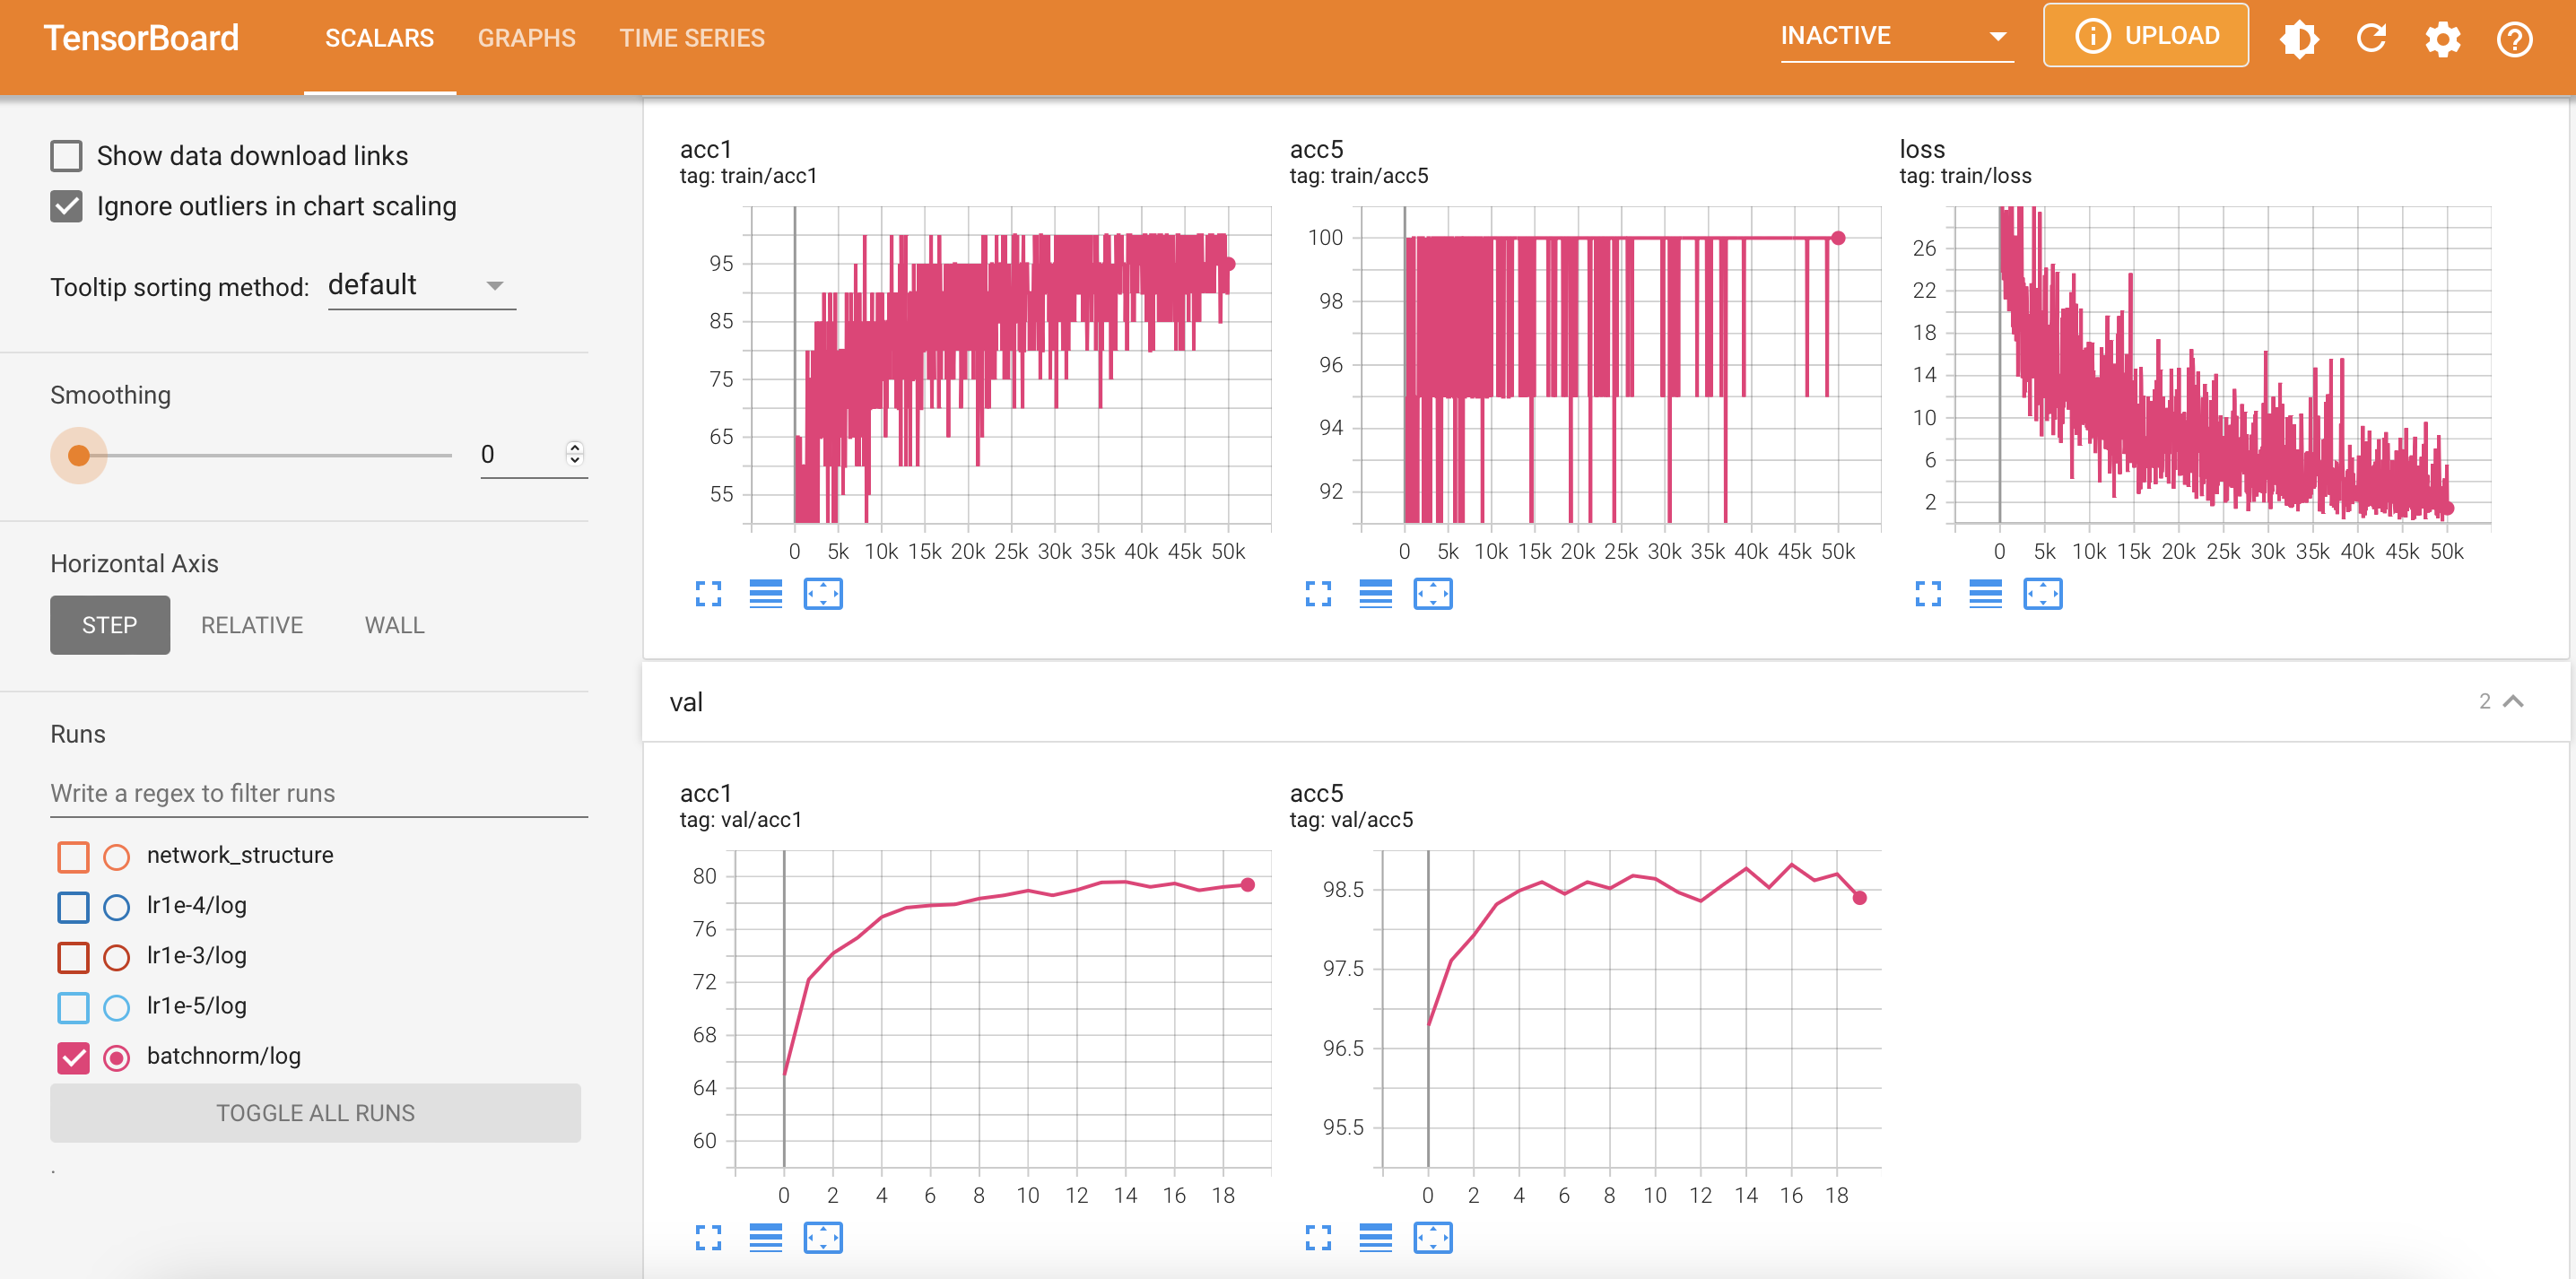 TensorBoard
SCALARS GRAPHS TIME SERIES
INACTIVE
UPLOAD
Show data download links
Ignore outliers in chart scaling
Tooltip sorting method: default
Smoothing
0
Horizontal Axis
STEP RELATIVE WALL
Runs
Write a regex to filter runs
network_structure
lr1e-4/log
lr1e-3/log
lr1e-5/log
batchnorm/log
TOGGLE ALL RUNS
.
acc1
tag: train/acc1
95
85
75
65
55
0 5k 10k 15k 20k 25k 30k 35k 40k 45k 50k
acc5
tag: train/acc5
100
98
96
94
92
0 5k 10k 15k 20k 25k 30k 35k 40k 45k 50k
loss
tag: train/loss
26
22
18
14
10
6
2
0 5k 10k 15k 20k 25k 30k 35k 40k 45k 50k
val
2
acc1
tag: val/acc1
80
76
72
68
64
60
0 2 4 6 8 10 12 14 16 18
acc5
tag: val/acc5
98.5
97.5
96.5
95.5
0 2 4 6 8 10 12 14 16 18